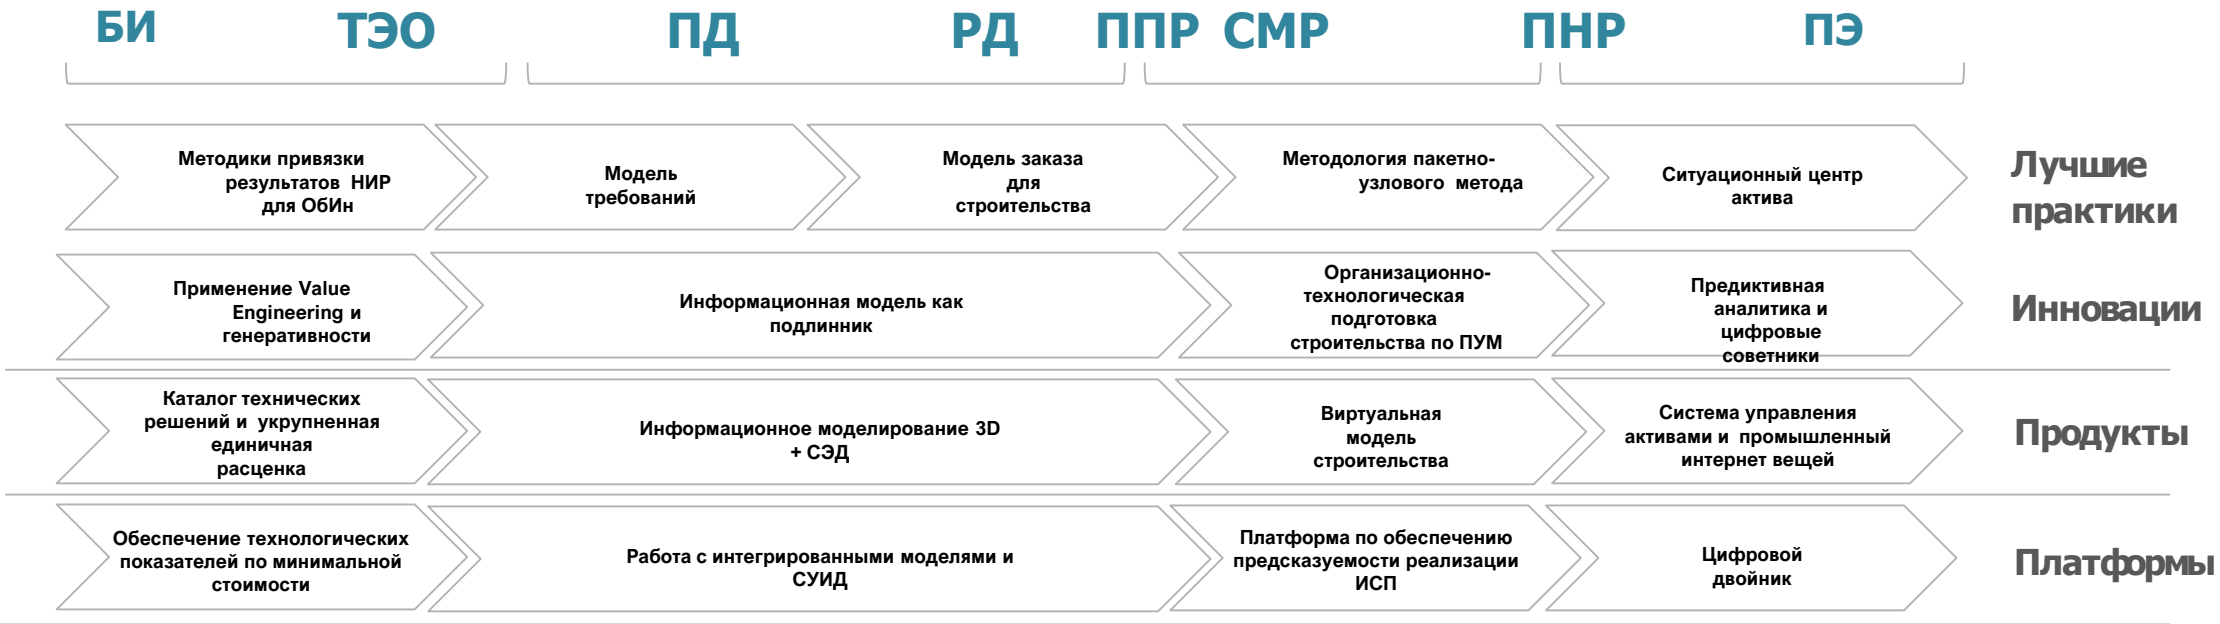 БИ ТЭО ПД РД ППР СМР ПНР ПЭ
Методики привязки
результатов НИР
для ОбИн
Модель
требований
Модель заказа
для
строительства
Методология пакетно-
узлового метода
Ситуационный центр
актива
Лучшие
практики
Применение Value
Engineering и
генеративности
Информационная модель как
подлинник
Организационно-
технологическая
подготовка
строительства по ПУМ
Предиктивная
аналитика и
цифровые
советники
Инновации
Каталог технических
решений и укрупненная
единичная
расценка
Информационное моделирование 3D
+ СЭД
Виртуальная
модель
строительства
Система управления
активами и промышленный
интернет вещей
Продукты
Обеспечение технологических
показателей по минимальной
стоимости
Работа с интегрированными моделями и
СУИД
Платформа по обеспечению
предсказуемости реализации
ИСП
Цифровой
двойник
Платформы